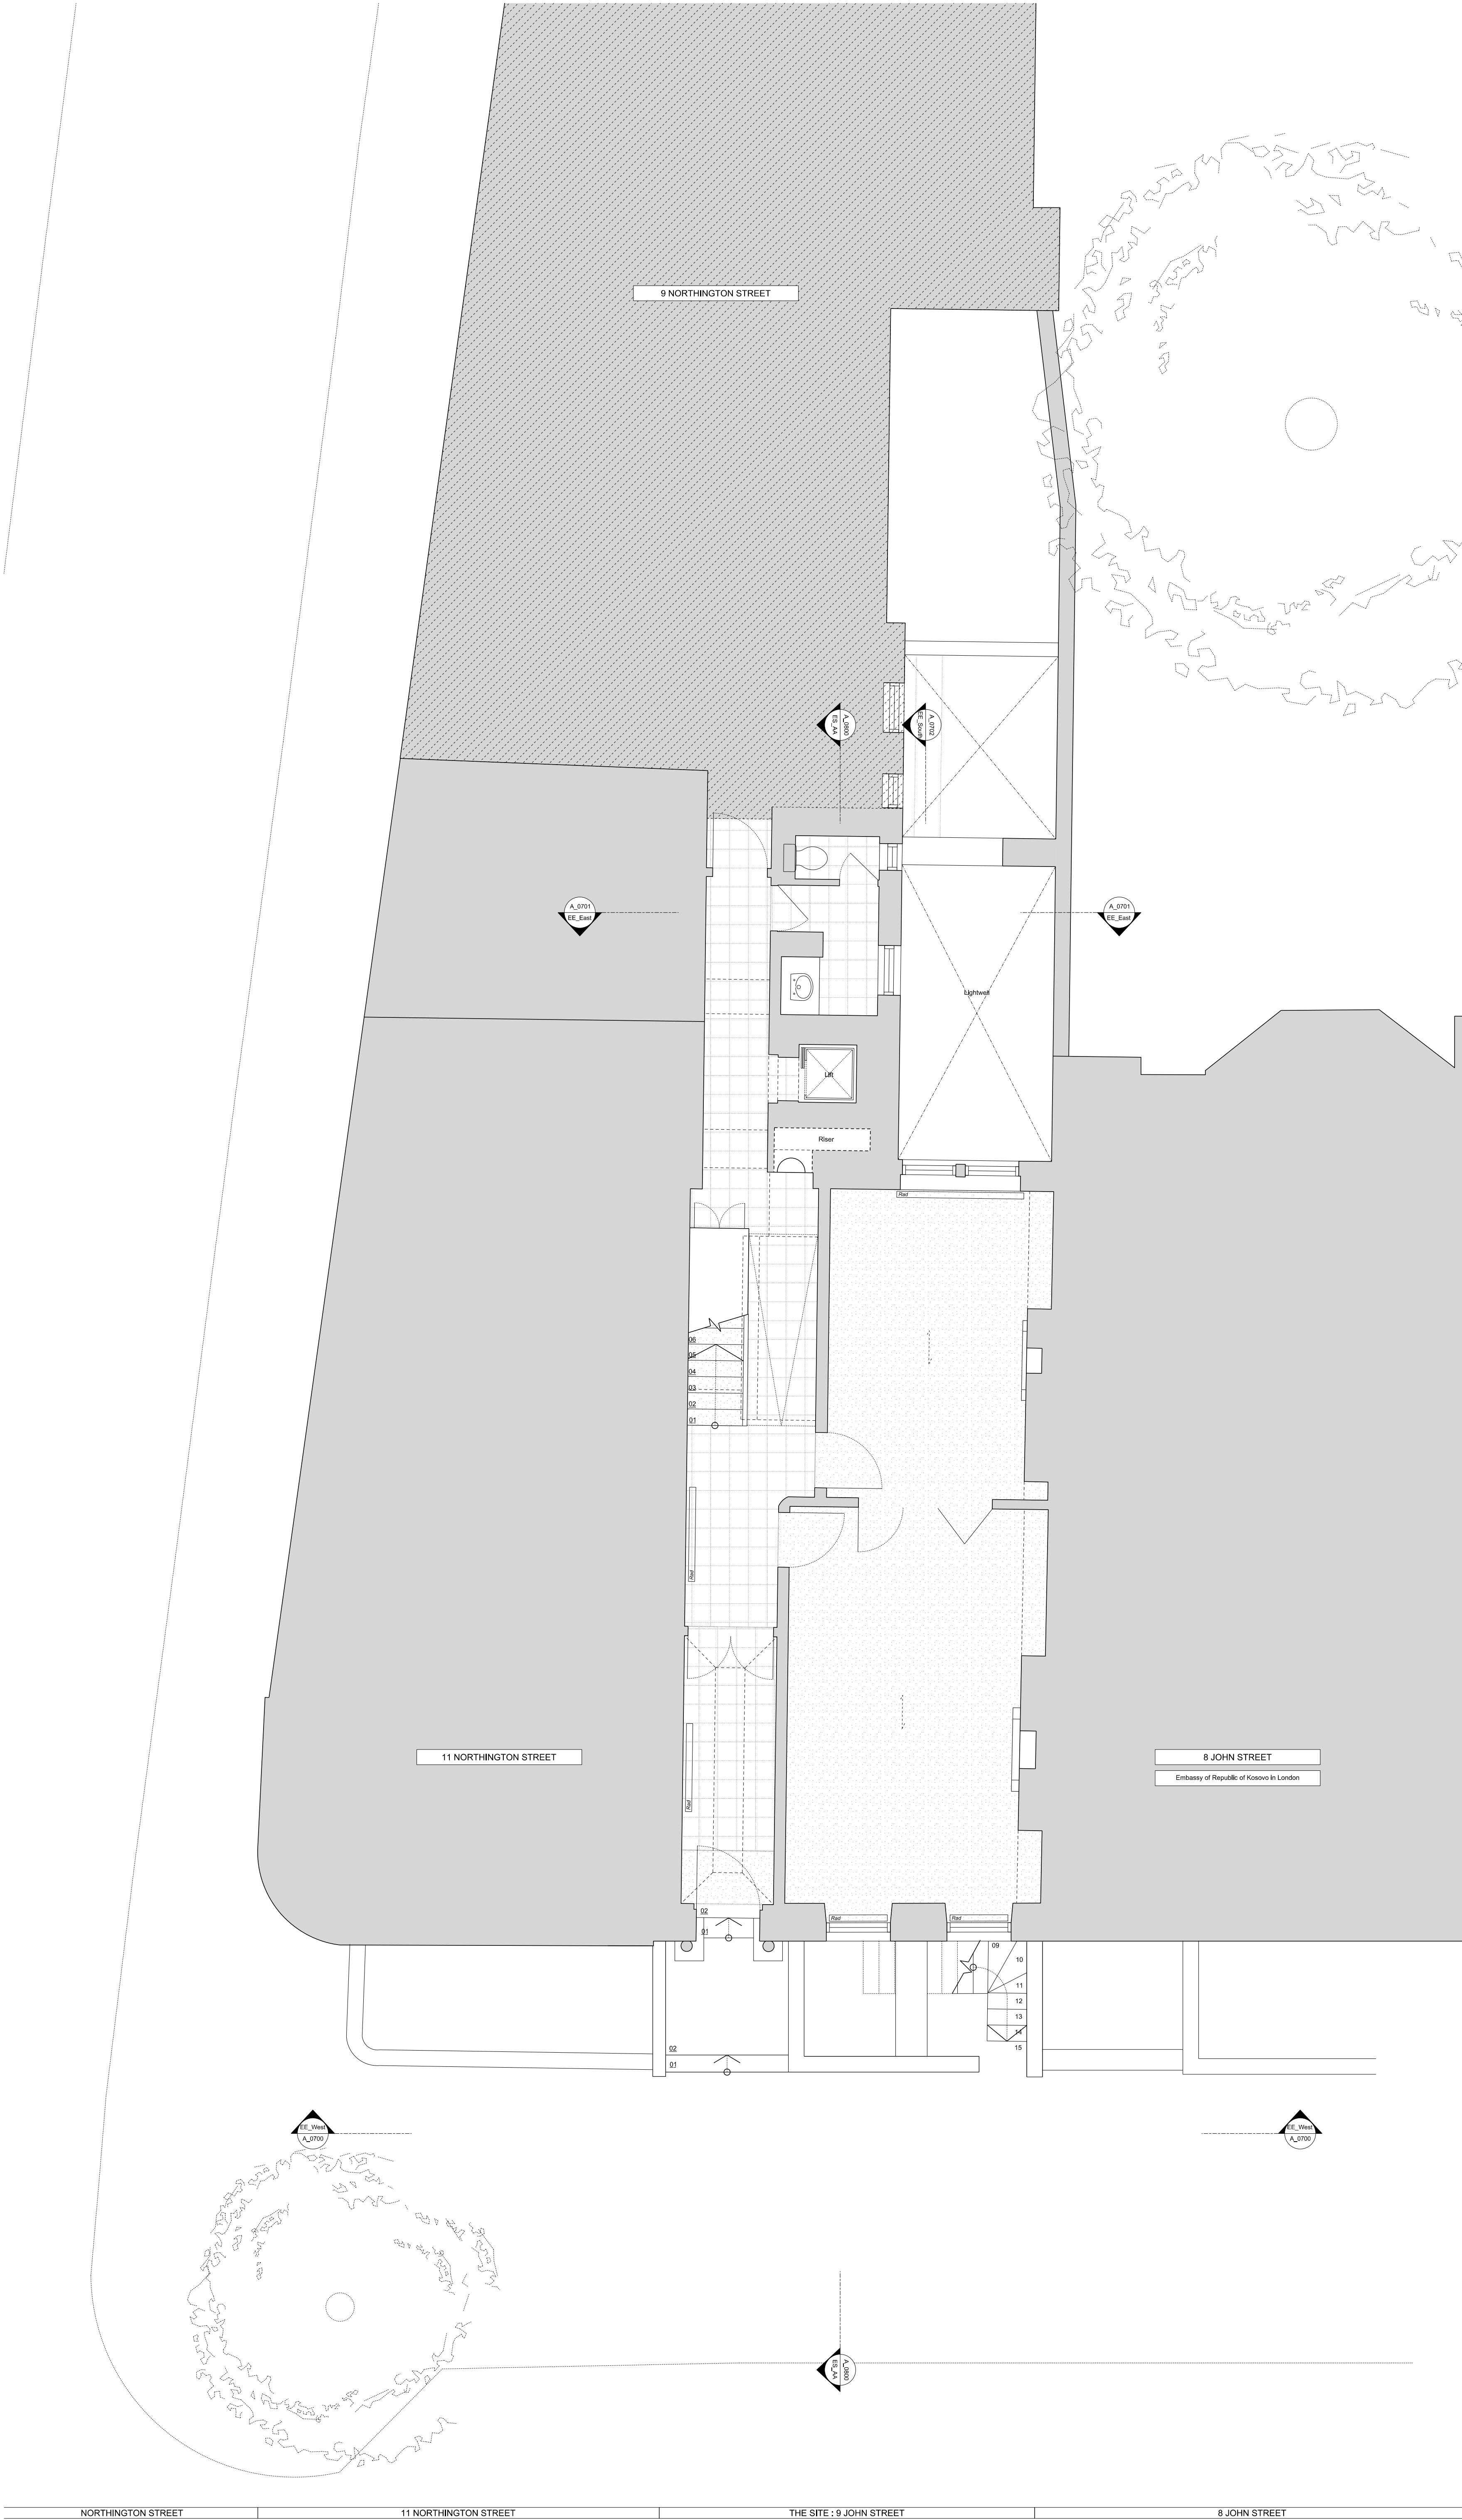 9 NORTHINGTON STREET
A_0800
ES_AA
A_0702
EE_South
A_0701
EE_East
A_0701
EE_East
Lightwell
Lift
Riser
Rad
06
05
04
03
02
01
Rad
Rad
11 NORTHINGTON STREET
8 JOHN STREET
Embassy of Republic of Kosovo in London
02
01
Rad
Rad
09
10
11
12
13
14
15
02
01
EE_West
A_0700
EE_West
A_0700
A_0800
ES_AA
NORTHINGTON STREET
11 NORTHINGTON STREET
THE SITE : 9 JOHN STREET
8 JOHN STREET